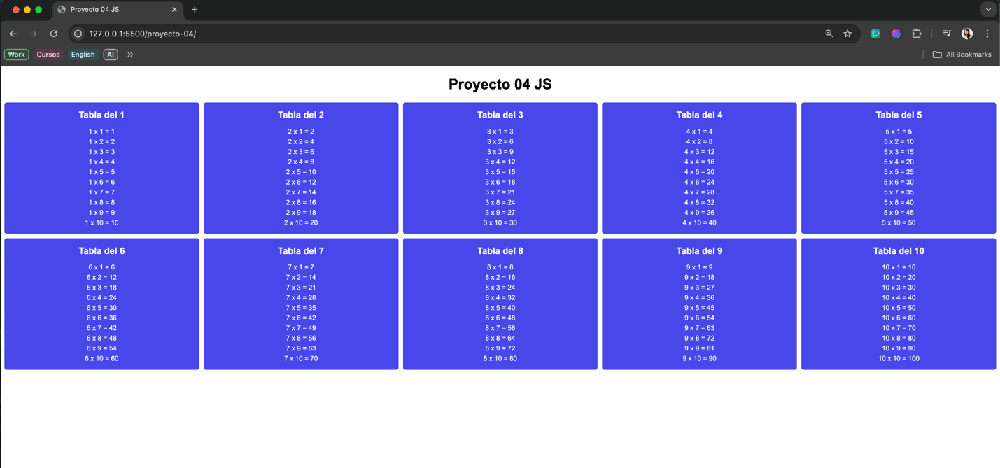 Proyecto 04 JS
127.0.0.1:5500/proyecto-04/
Work Cursos English AI » All Bookmarks
Proyecto 04 JS
Tabla del 1
1 x 1 = 1
1 x 2 = 2
1 x 3 = 3
1 x 4 = 4
1 x 5 = 5
1 x 6 = 6
1 x 7 = 7
1 x 8 = 8
1 x 9 = 9
1 x 10 = 10
Tabla del 2
2 x 1 = 2
2 x 2 = 4
2 x 3 = 6
2 x 4 = 8
2 x 5 = 10
2 x 6 = 12
2 x 7 = 14
2 x 8 = 16
2 x 9 = 18
2 x 10 = 20
Tabla del 3
3 x 1 = 3
3 x 2 = 6
3 x 3 = 9
3 x 4 = 12
3 x 5 = 15
3 x 6 = 18
3 x 7 = 21
3 x 8 = 24
3 x 9 = 27
3 x 10 = 30
Tabla del 4
4 x 1 = 4
4 x 2 = 8
4 x 3 = 12
4 x 4 = 16
4 x 5 = 20
4 x 6 = 24
4 x 7 = 28
4 x 8 = 32
4 x 9 = 36
4 x 10 = 40
Tabla del 5
5 x 1 = 5
5 x 2 = 10
5 x 3 = 15
5 x 4 = 20
5 x 5 = 25
5 x 6 = 30
5 x 7 = 35
5 x 8 = 40
5 x 9 = 45
5 x 10 = 50
Tabla del 6
6 x 1 = 6
6 x 2 = 12
6 x 3 = 18
6 x 4 = 24
6 x 5 = 30
6 x 6 = 36
6 x 7 = 42
6 x 8 = 48
6 x 9 = 54
6 x 10 = 60
Tabla del 7
7 x 1 = 7
7 x 2 = 14
7 x 3 = 21
7 x 4 = 28
7 x 5 = 35
7 x 6 = 42
7 x 7 = 49
7 x 8 = 56
7 x 9 = 63
7 x 10 = 70
Tabla del 8
8 x 1 = 8
8 x 2 = 16
8 x 3 = 24
8 x 4 = 32
8 x 5 = 40
8 x 6 = 48
8 x 7 = 56
8 x 8 = 64
8 x 9 = 72
8 x 10 = 80
Tabla del 9
9 x 1 = 9
9 x 2 = 18
9 x 3 = 27
9 x 4 = 36
9 x 5 = 45
9 x 6 = 54
9 x 7 = 63
9 x 8 = 72
9 x 9 = 81
9 x 10 = 90
Tabla del 10
10 x 1 = 10
10 x 2 = 20
10 x 3 = 30
10 x 4 = 40
10 x 5 = 50
10 x 6 = 60
10 x 7 = 70
10 x 8 = 80
10 x 9 = 90
10 x 10 = 100